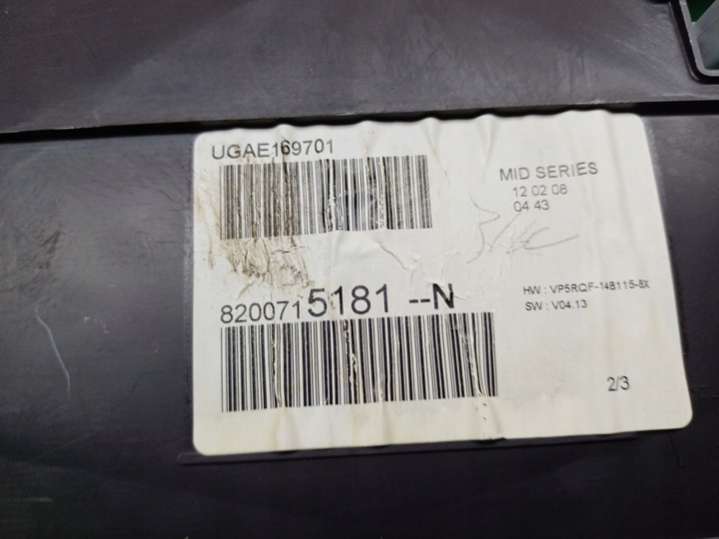 UGAE169701
MID SERIES
12 02 08
04 43
8200715181 --N
HW : VP5RQF-14B115-BX
SW : V04.13
2/3